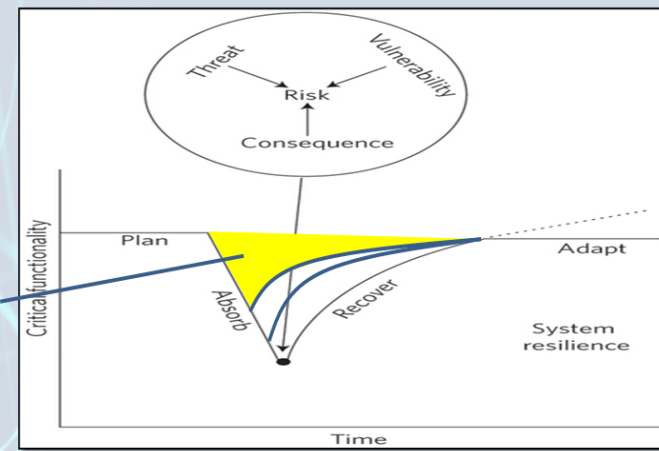 Threat
Vulnerability
Risk
Consequence
Critical functionality
Plan
Absorb
Recover
Adapt
System
resilience
Time